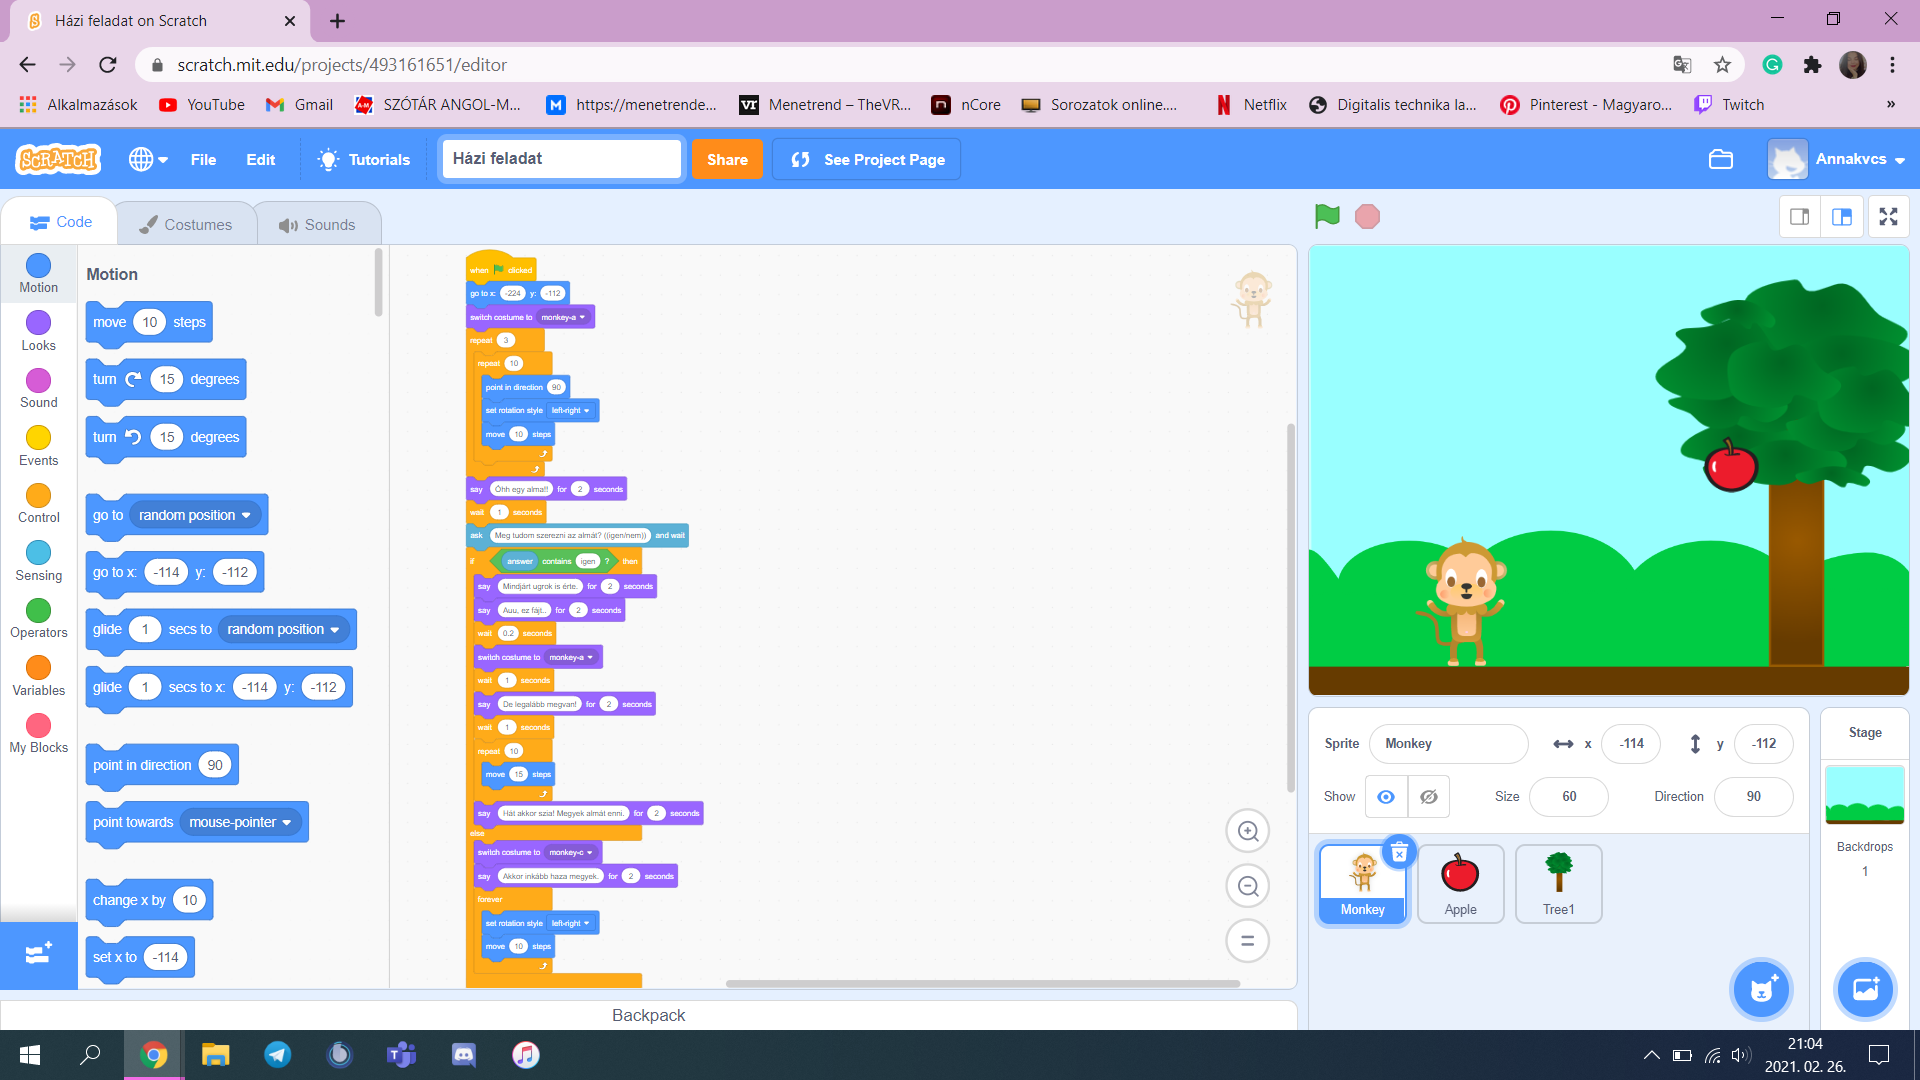 Házi feladat on Scratch
scratch.mit.edu/projects/493161651/editor
Alkalmazások YouTube Gmail SZÓTÁR ANGOL-M... https://menetrende... Menetrend – TheVR... nCore Sorozatok online.... Netflix Digitalis technika la... Pinterest - Magyaro... Twitch »
SCRATCH File Edit Tutorials Házi feladat Share See Project Page Annakvcs
Code Costumes Sounds
Motion
Looks
Sound
Events
Control
Sensing
Operators
Variables
My Blocks
Motion
move 10 steps
turn 15 degrees
turn 15 degrees
go to random position
go to x: -114 y: -112
glide 1 secs to random position
glide 1 secs to x: -114 y: -112
point in direction 90
point towards mouse-pointer
change x by 10
set x to -114
when clicked
go to x: -224 y: -112
switch costume to monkey-a
repeat 3
repeat 10
point in direction 90
set rotation style left-right
move 10 steps
say Óhh egy alma!! for 2 seconds
wait 1 seconds
ask Meg tudom szerezni az almát? ((igen/nem)) and wait
if answer contains igen ? then
say Mindjárt ugrok is érte. for 2 seconds
say Auu, ez fájt.. for 2 seconds
wait 0.2 seconds
switch costume to monkey-a
wait 1 seconds
say De legalább megvan! for 2 seconds
wait 1 seconds
repeat 10
move 15 steps
say Hát akkor szia! Megyek almát enni. for 2 seconds
else
switch costume to monkey-c
say Akkor inkább haza megyek. for 2 seconds
forever
set rotation style left-right
move 10 steps
Backpack
Sprite Monkey x -114 y -112
Show Size 60 Direction 90
Monkey
Apple
Tree1
Stage
Backdrops
1
21:04
2021. 02. 26.